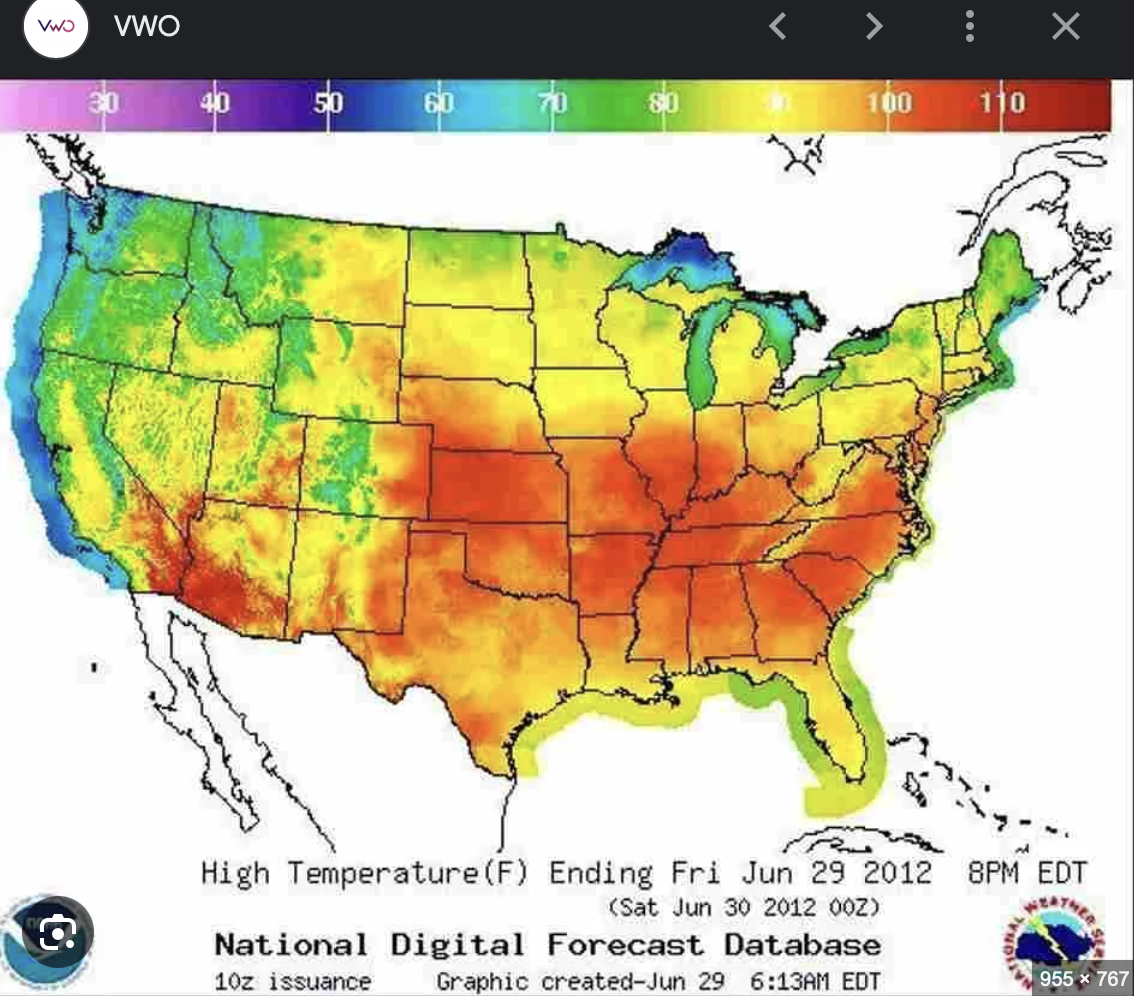 VWO VWO
30 40 50 60 70 80 90 100 110
High Temperature(F) Ending Fri Jun 29 2012 8PM EDT
(Sat Jun 30 2012 00Z)
National Digital Forecast Database
10z issuance Graphic created-Jun 29 6:13AM EDT
NATIONAL WEATHER SERVICE
955 × 767